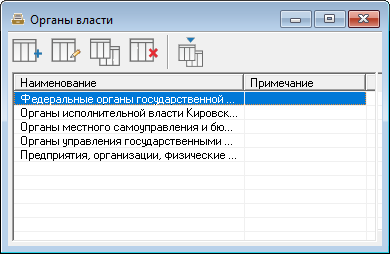 Органы власти
Наименование Примечание
Федеральные органы государственной ...
Органы исполнительной власти Кировск...
Органы местного самоуправления и бю...
Органы управления государственными ...
Предприятия, организации, физические ...